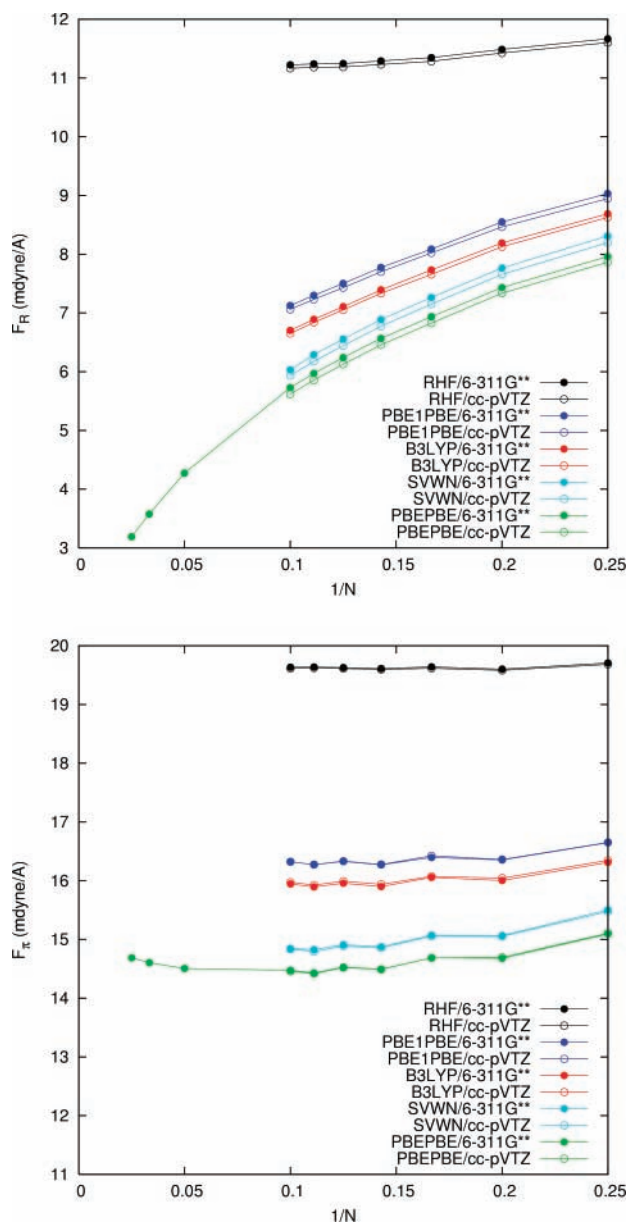 12
11
10
9
8
7
6
5
4
3
F_R (mdyne/A)
RHF/6-311G**
RHF/cc-pVTZ
PBE1PBE/6-311G**
PBE1PBE/cc-pVTZ
B3LYP/6-311G**
B3LYP/cc-pVTZ
SVWN/6-311G**
SVWN/cc-pVTZ
PBEPBE/6-311G**
PBEPBE/cc-pVTZ
0 0.05 0.1 0.15 0.2 0.25
1/N
20
19
18
17
16
15
14
13
12
11
F_π (mdyne/A)
RHF/6-311G**
RHF/cc-pVTZ
PBE1PBE/6-311G**
PBE1PBE/cc-pVTZ
B3LYP/6-311G**
B3LYP/cc-pVTZ
SVWN/6-311G**
SVWN/cc-pVTZ
PBEPBE/6-311G**
PBEPBE/cc-pVTZ
0 0.05 0.1 0.15 0.2 0.25
1/N